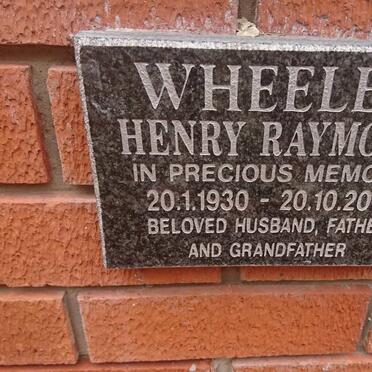 WHEELE
HENRY RAYMO
IN PRECIOUS MEMO
20.1.1930 - 20.10.20
BELOVED HUSBAND, FATHE
AND GRANDFATHER